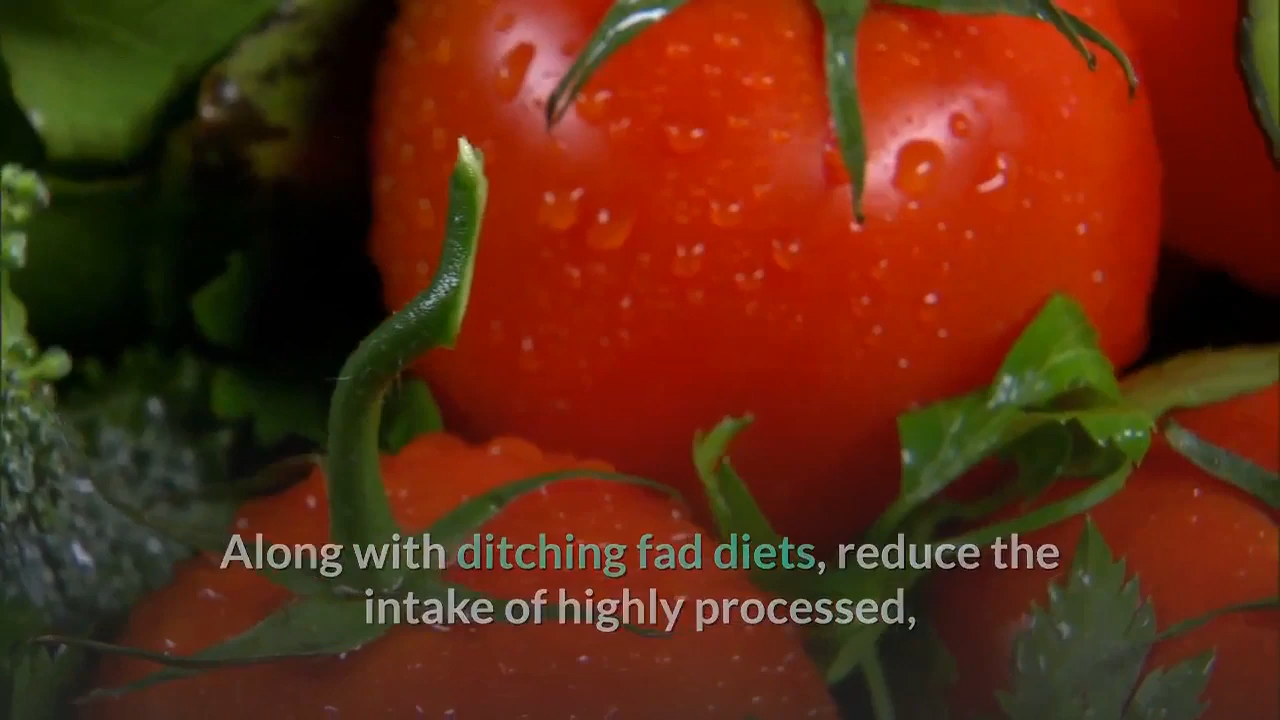 Along with ditching fad diets, reduce the
intake of highly processed,